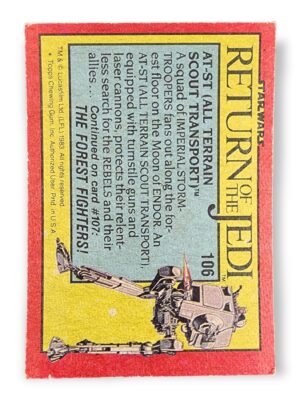 STAR WARS
RETURN OF THE JEDI
106
AT-ST (ALL TERRAIN
SCOUT TRANSPORT)™
A squad of IMPERIAL STORM-
TROOPERS fans out along the for-
est floor on the Moon of ENDOR. An
AT-ST (ALL TERRAIN SCOUT TRANSPORT),
equipped with turnstile guns and
laser cannons, protects their relent-
less search for the REBELS and their
allies ... Continued on card #107:
THE FOREST FIGHTERS!
TM & © Lucasfilm Ltd. (LFL) 1983. All rights reserved.
* Topps Chewing Gum, Inc. Authorized User. Prtd. in U.S.A.